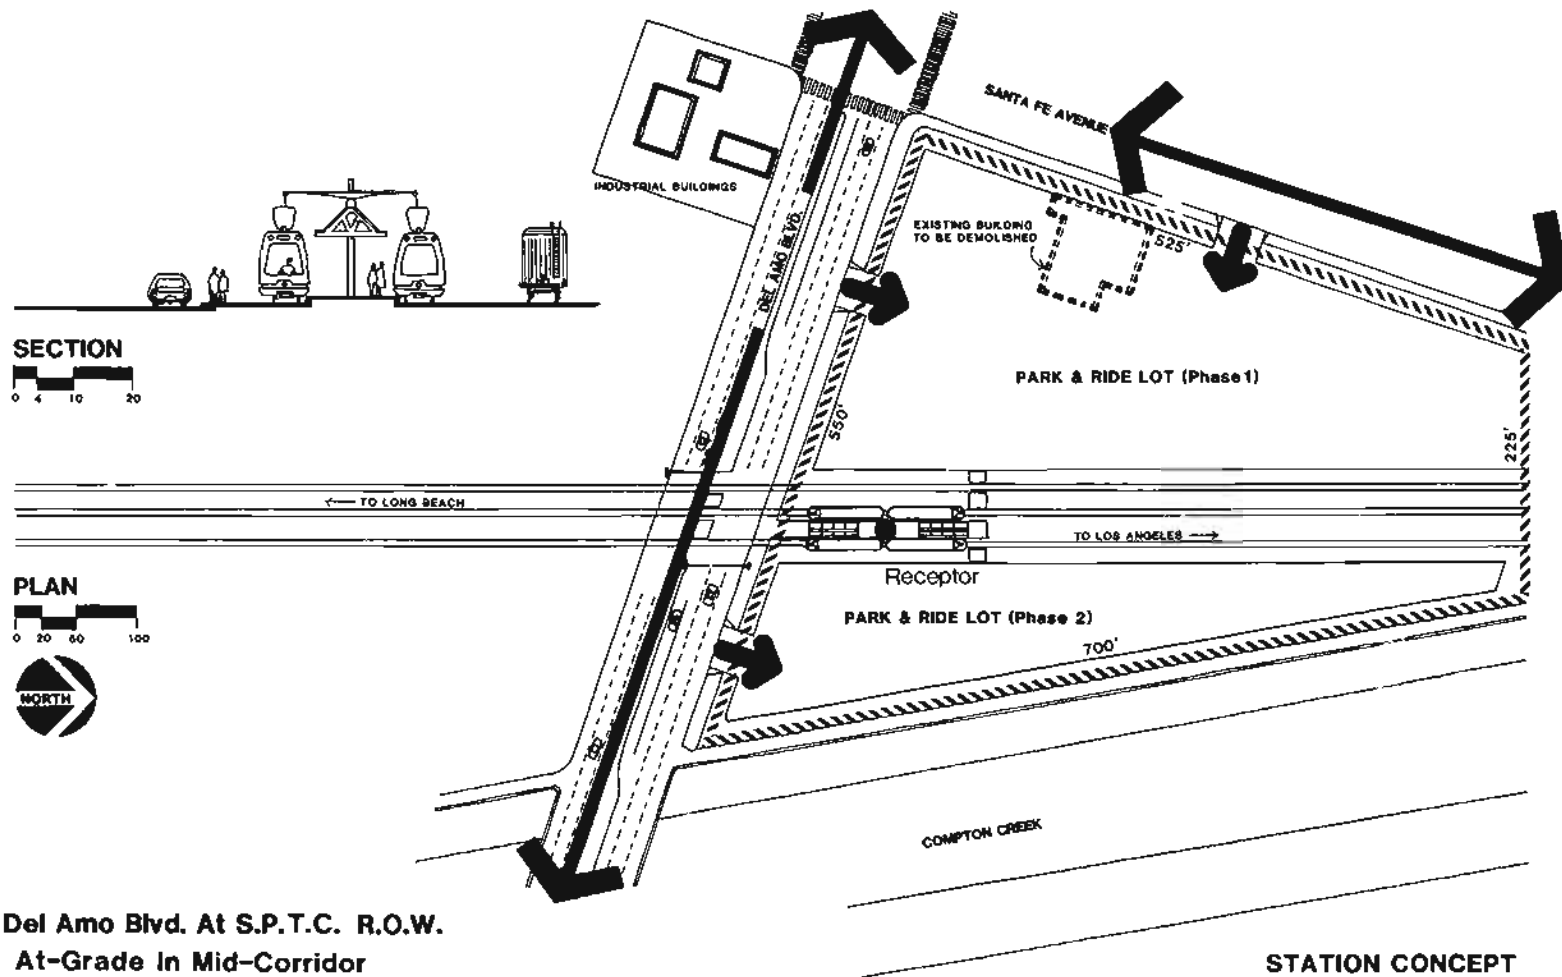 SANTA FE AVENUE
INDUSTRIAL BUILDINGS
DEL AMO BLVD.
EXISTING BUILDING
TO BE DEMOLISHED
525'
SECTION
0 4 10 20
PARK & RIDE LOT (Phase 1)
550'
225'
TO LONG BEACH
TO LOS ANGELES
Receptor
PLAN
0 20 60 100
PARK & RIDE LOT (Phase 2)
700'
NORTH
COMPTON CREEK
Del Amo Blvd. At S.P.T.C. R.O.W.
At-Grade In Mid-Corridor
STATION CONCEPT